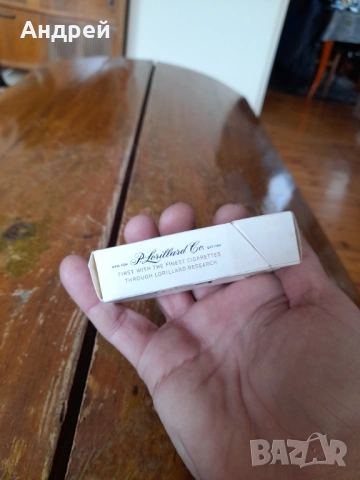 Андрей
P. Lorillard Co.
FIRST WITH THE FINEST CIGARETTES
THROUGH LORILLARD RESEARCH
BAZAR